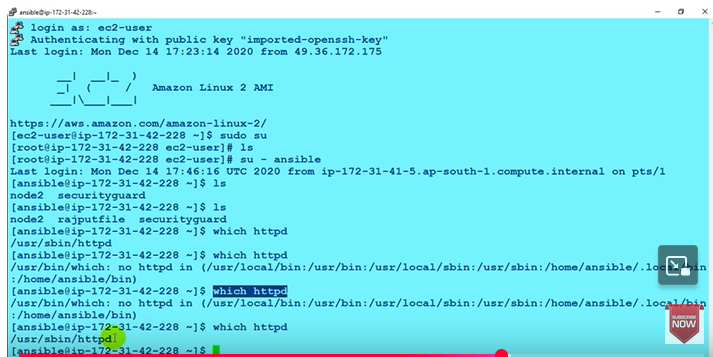 ansible@ip-172-31-42-228:~
login as: ec2-user
Authenticating with public key "imported-openssh-key"
Last login: Mon Dec 14 17:23:14 2020 from 49.36.172.175
__|  __|_  )
_|  (     /   Amazon Linux 2 AMI
___|\___|___|
https://aws.amazon.com/amazon-linux-2/
[ec2-user@ip-172-31-42-228 ~]$ sudo su
[root@ip-172-31-42-228 ec2-user]# ls
[root@ip-172-31-42-228 ec2-user]# su - ansible
Last login: Mon Dec 14 17:46:16 UTC 2020 from ip-172-31-41-5.ap-south-1.compute.internal on pts/1
[ansible@ip-172-31-42-228 ~]$ ls
node2  securityguard
[ansible@ip-172-31-42-228 ~]$ ls
node2  rajputfile  securityguard
[ansible@ip-172-31-42-228 ~]$ which httpd
/usr/sbin/httpd
[ansible@ip-172-31-42-228 ~]$ which httpd
/usr/bin/which: no httpd in (/usr/local/bin:/usr/bin:/usr/local/sbin:/usr/sbin:/home/ansible/.local/bin
:/home/ansible/bin)
[ansible@ip-172-31-42-228 ~]$ which httpd
/usr/bin/which: no httpd in (/usr/local/bin:/usr/bin:/usr/local/sbin:/usr/sbin:/home/ansible/.local/bin
:/home/ansible/bin)
[ansible@ip-172-31-42-228 ~]$ which httpd
/usr/sbin/httpd
[ansible@ip-172-31-42-228 ~]$
SUBSCRIBE
NOW